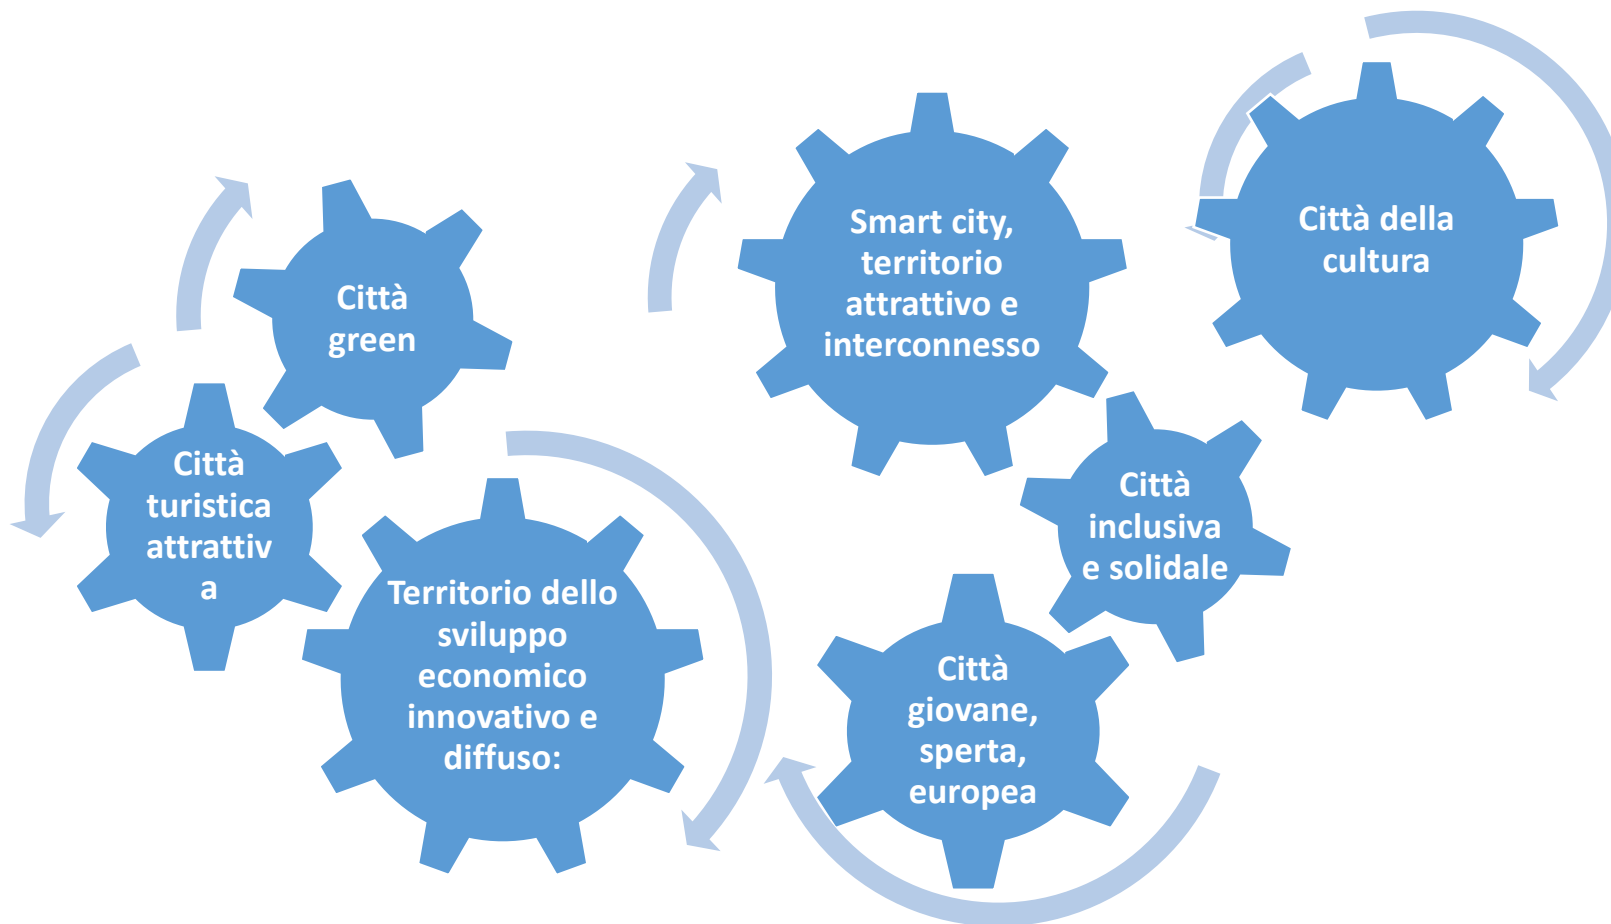 Città
green
Città
turistica
attrattiv
a
Territorio dello
sviluppo
economico
innovativo e
diffuso:
Smart city,
territorio
attrattivo e
interconnesso
Città della
cultura
Città
inclusiva
e solidale
Città
giovane,
sperta,
europea